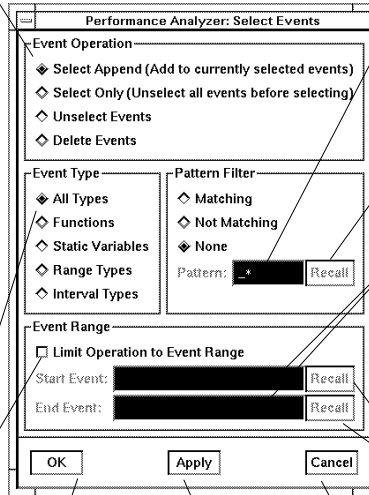 Performance Analyzer: Select Events
Event Operation
Select Append (Add to currently selected events)
Select Only (Unselect all events before selecting)
Unselect Events
Delete Events
Event Type
All Types
Functions
Static Variables
Range Types
Interval Types
Pattern Filter
Matching
Not Matching
None
Pattern: _* Recall
Event Range
Limit Operation to Event Range
Start Event: Recall
End Event: Recall
OK Apply Cancel